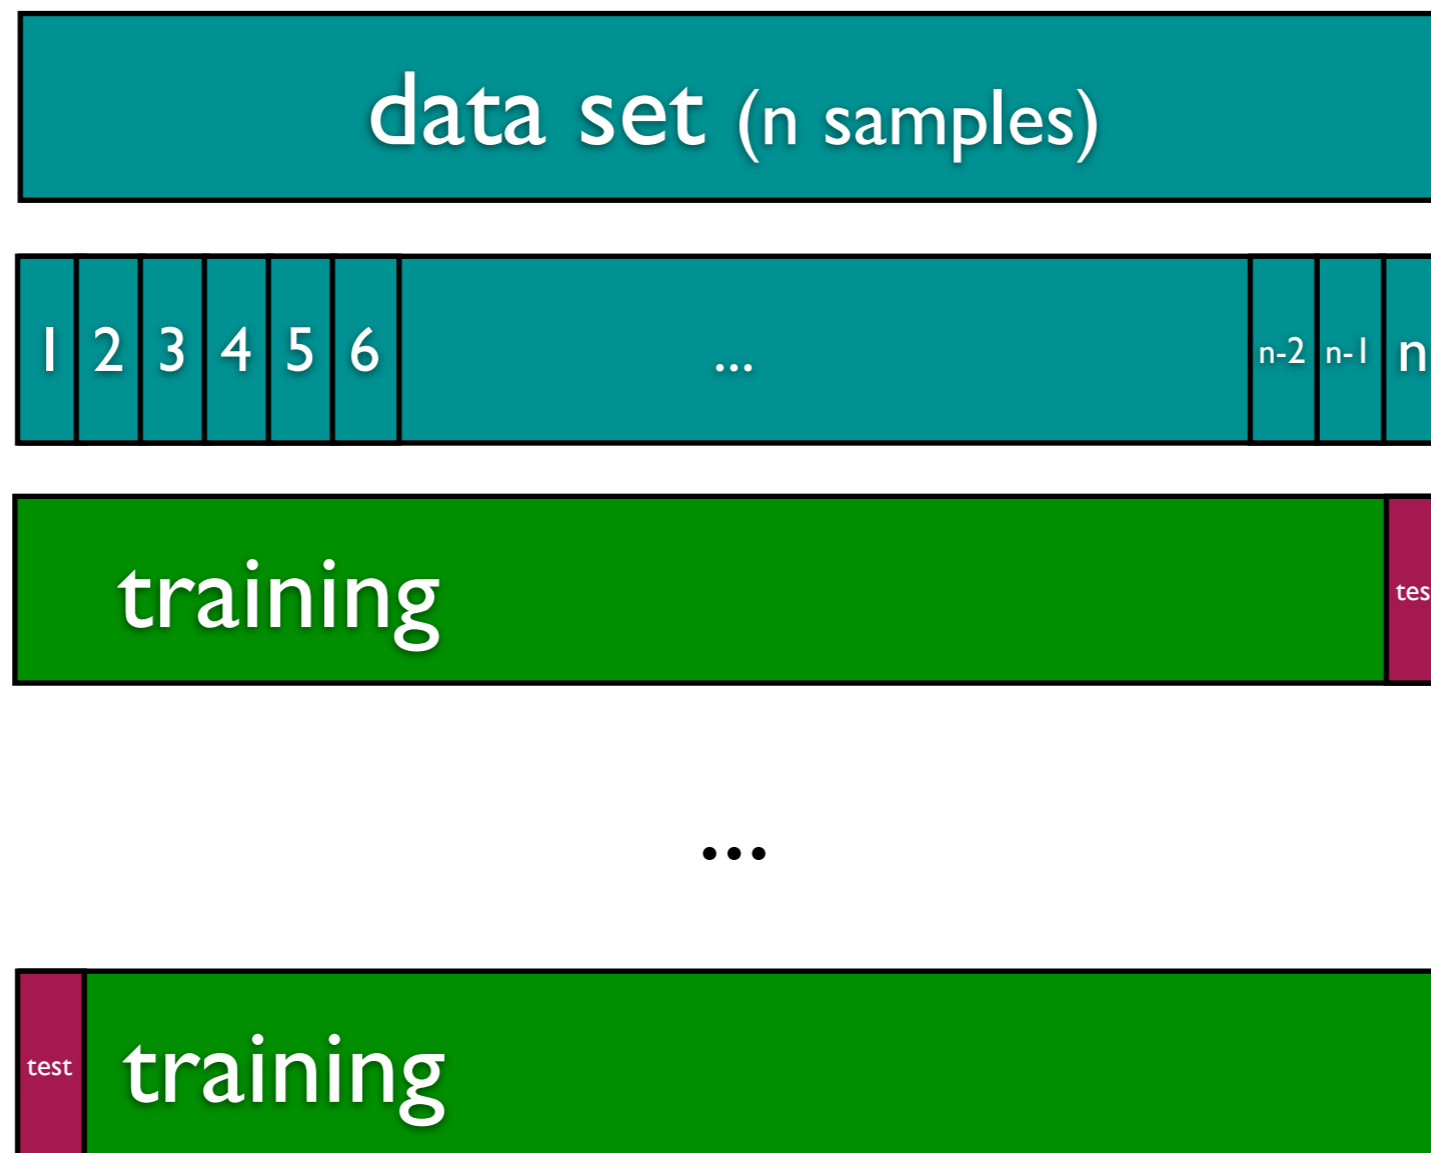 data set (n samples)
1 2 3 4 5 6 ... n-2 n-1 n
training tes
...
test training